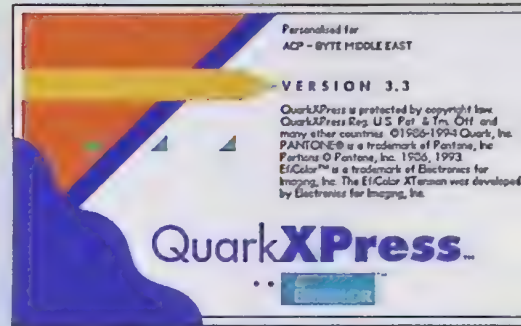 Personalised for
ACP - BYTE MIDDLE EAST
VERSION 3.3
QuarkXPress is protected by copyright law.
QuarkXPress Reg. U.S. Pat. & Tm. Off. and
many other countries. ©1986-1994 Quark, Inc.
PANTONE® is a trademark of Pantone, Inc.
Portions © Pantone, Inc. 1986, 1993.
EfiColor™ is a trademark of Electronics for
Imaging, Inc. The EfiColor XTension was developed
by Electronics for Imaging, Inc.
QuarkXPress™